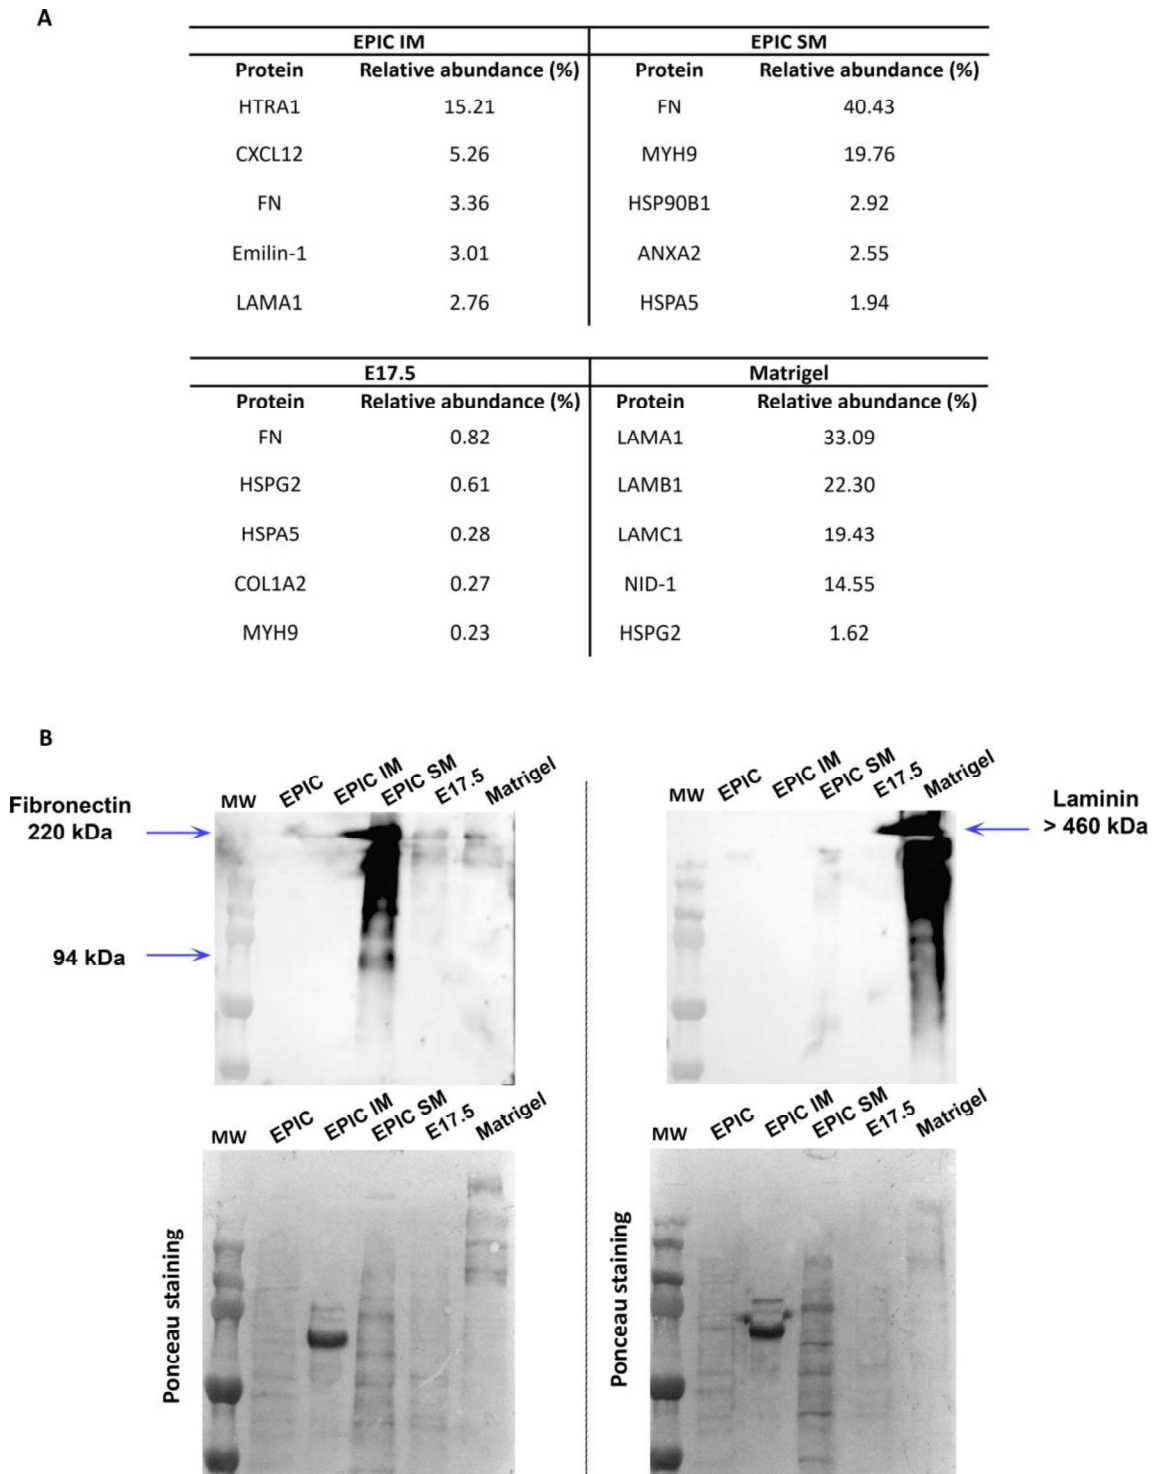 A
EPIC IM EPIC SM
Protein Relative abundance (%) Protein Relative abundance (%)
HTRA1 15.21 FN 40.43
CXCL12 5.26 MYH9 19.76
FN 3.36 HSP90B1 2.92
Emilin-1 3.01 ANXA2 2.55
LAMA1 2.76 HSPA5 1.94
E17.5 Matrigel
Protein Relative abundance (%) Protein Relative abundance (%)
FN 0.82 LAMA1 33.09
HSPG2 0.61 LAMB1 22.30
HSPA5 0.28 LAMC1 19.43
COL1A2 0.27 NID-1 14.55
MYH9 0.23 HSPG2 1.62
B
MW EPIC EPIC IM EPIC SM E17.5 Matrigel
Fibronectin
220 kDa
94 kDa
MW EPIC EPIC IM EPIC SM E17.5 Matrigel
Laminin
> 460 kDa
MW EPIC EPIC IM EPIC SM E17.5 Matrigel
Ponceau staining
MW EPIC EPIC IM EPIC SM E17.5 Matrigel
Ponceau staining